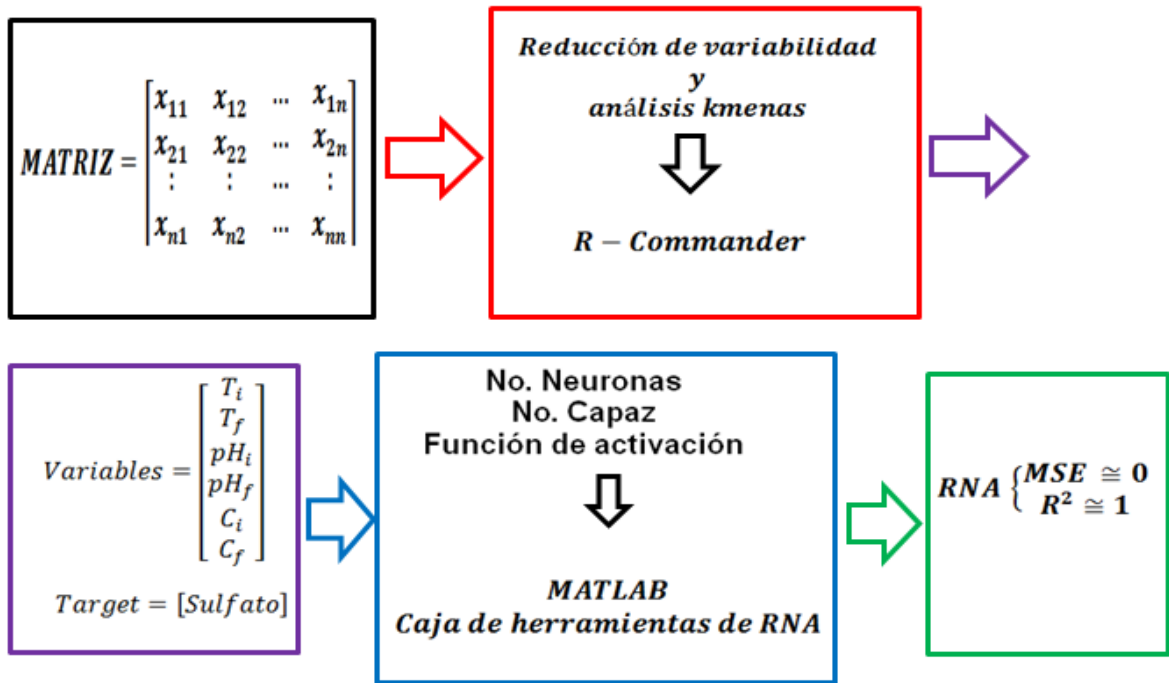 MATRIZ =
x11 x12 ... x1n
x21 x22 ... x2n
⋮ ⋮ ... ⋮
xn1 xn2 ... xnn
Reducción de variabilidad
y
análisis kmenas
R − Commander
Variables =
Ti
Tf
pHi
pHf
Ci
Cf
Target = [Sulfato]
No. Neuronas
No. Capaz
Función de activación
MATLAB
Caja de herramientas de RNA
RNA { MSE ≅ 0
R² ≅ 1